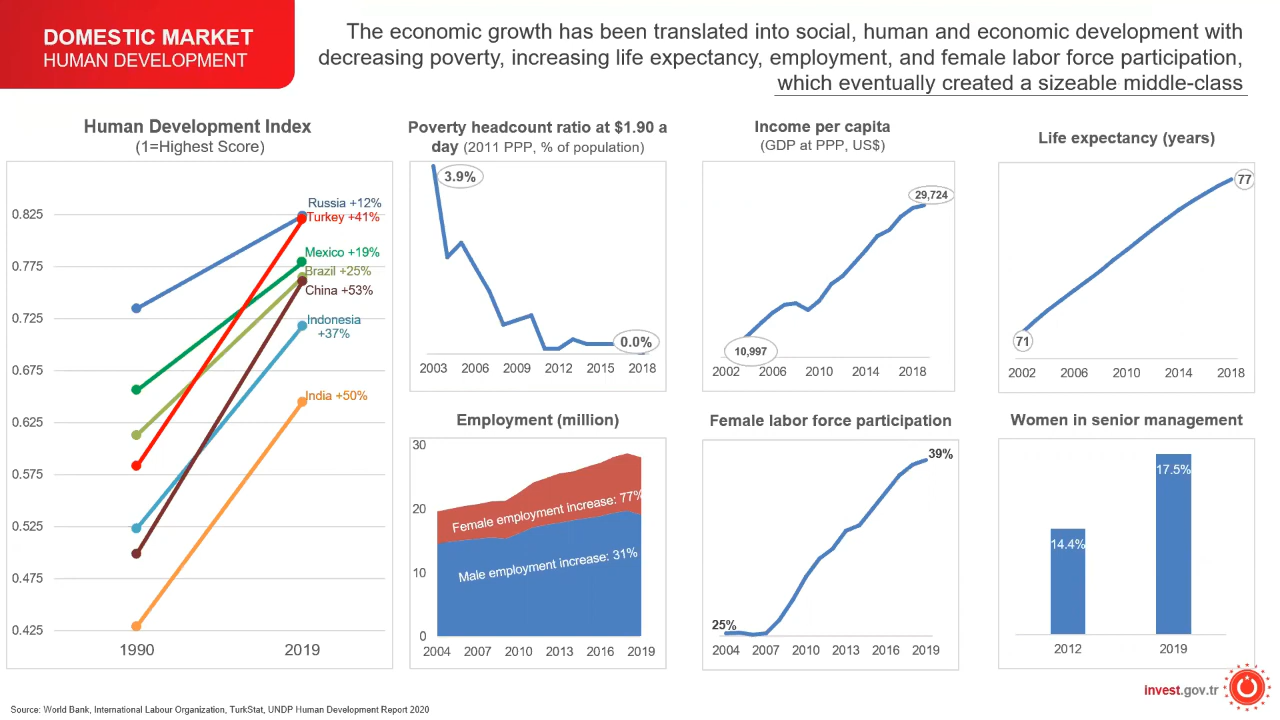 DOMESTIC MARKET
HUMAN DEVELOPMENT
The economic growth has been translated into social, human and economic development with
decreasing poverty, increasing life expectancy, employment, and female labor force participation,
which eventually created a sizeable middle-class
Human Development Index
(1=Highest Score)
0.825
0.775
0.725
0.675
0.625
0.575
0.525
0.475
0.425
Russia +12%
Turkey +41%
Mexico +19%
Brazil +25%
China +53%
Indonesia
+37%
India +50%
1990 2019
Poverty headcount ratio at $1.90 a
day (2011 PPP, % of population)
3.9%
0.0%
2003 2006 2009 2012 2015 2018
Income per capita
(GDP at PPP, US$)
29,724
10,997
2002 2006 2010 2014 2018
Life expectancy (years)
77
71
2002 2006 2010 2014 2018
Employment (million)
30
20
10
0
Female employment increase: 77%
Male employment increase: 31%
2004 2007 2010 2013 2016 2019
Female labor force participation
39%
25%
2004 2007 2010 2013 2016 2019
Women in senior management
17.5%
14.4%
2012 2019
invest.gov.tr
Source: World Bank, International Labour Organization, TurkStat, UNDP Human Development Report 2020